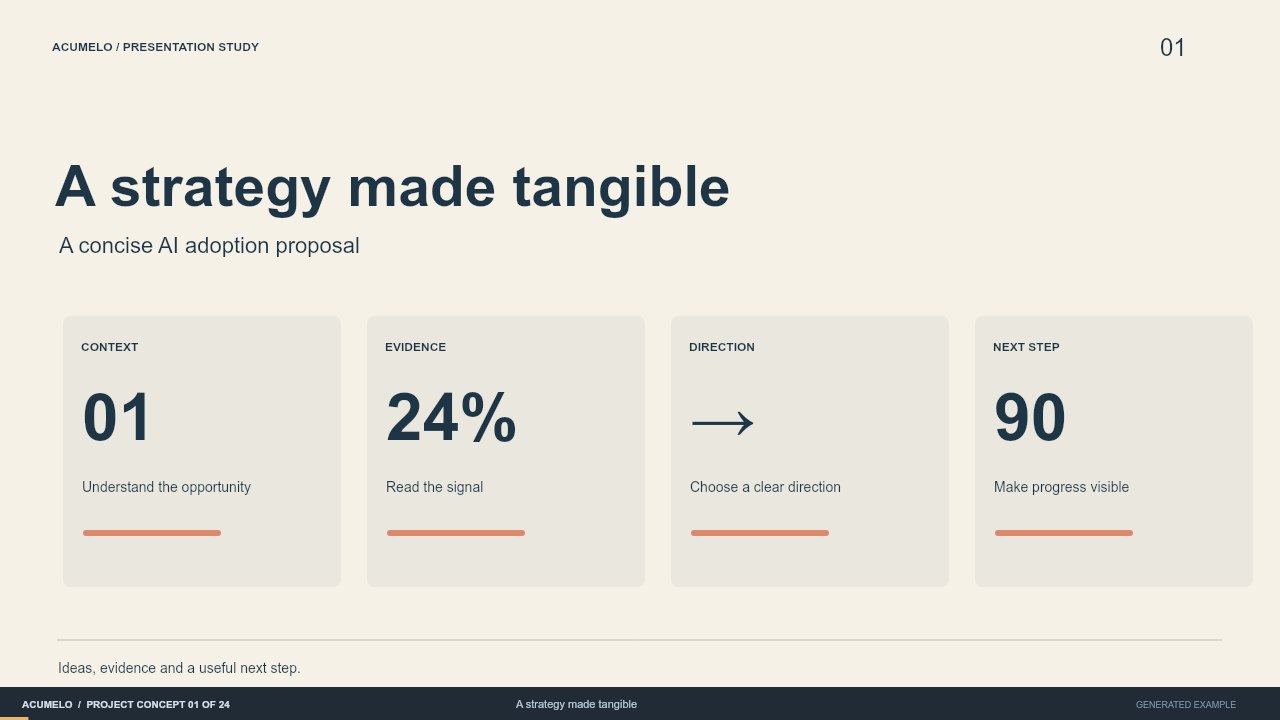 ACUMELO / PRESENTATION STUDY
01
A strategy made tangible
A concise AI adoption proposal
CONTEXT
01
Understand the opportunity
EVIDENCE
24%
Read the signal
DIRECTION
→
Choose a clear direction
NEXT STEP
90
Make progress visible
Ideas, evidence and a useful next step.
ACUMELO / PROJECT CONCEPT 01 OF 24
A strategy made tangible
GENERATED EXAMPLE